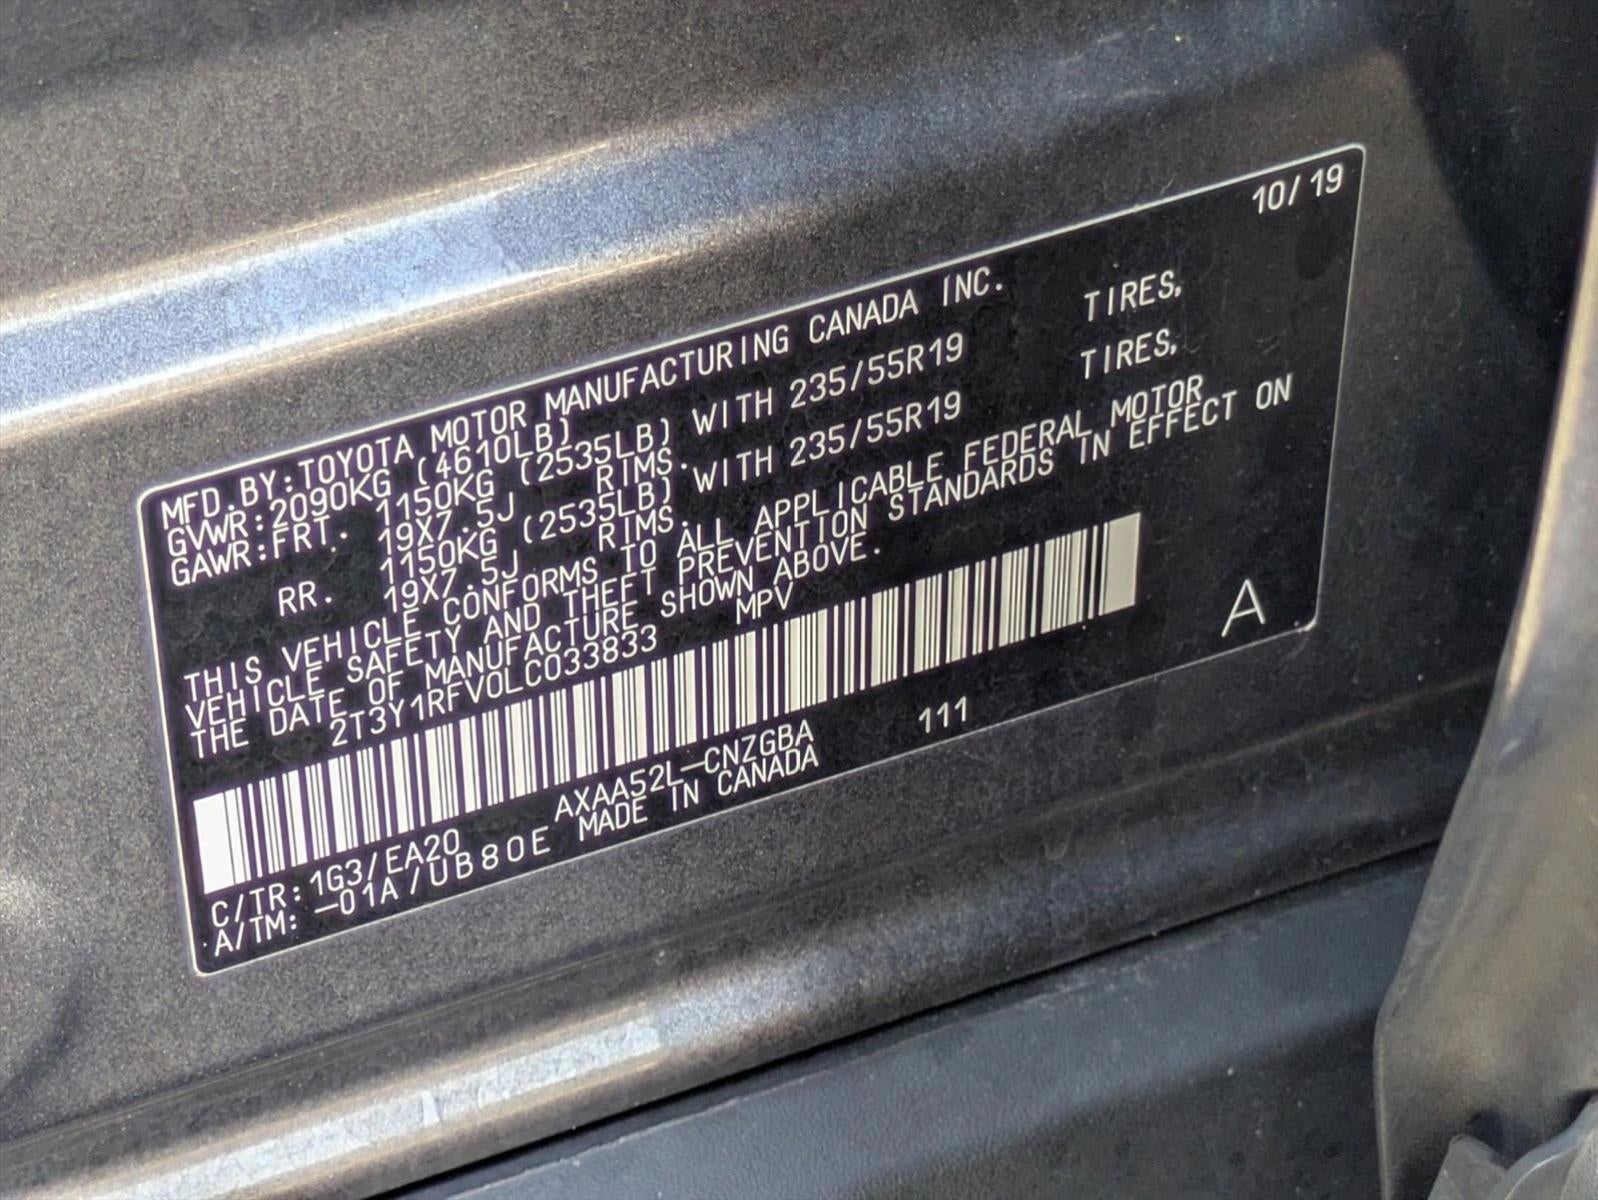 10/19
MFD.BY:TOYOTA MOTOR MANUFACTURING CANADA INC.
GVWR:2090KG (4610LB)
GAWR:FRT. 1150KG (2535LB) WITH 235/55R19 TIRES,
19X7.5J RIMS.
RR. 1150KG (2535LB) WITH 235/55R19 TIRES,
19X7.5J RIMS.
THIS VEHICLE CONFORMS TO ALL APPLICABLE FEDERAL MOTOR
VEHICLE SAFETY AND THEFT PREVENTION STANDARDS IN EFFECT ON
THE DATE OF MANUFACTURE SHOWN ABOVE.
2T3Y1RFV0LC033833 MPV
A
C/TR:1G3/EA20 AXAA52L-CNZGBA 111
A/TM:-01A/UB80E MADE IN CANADA